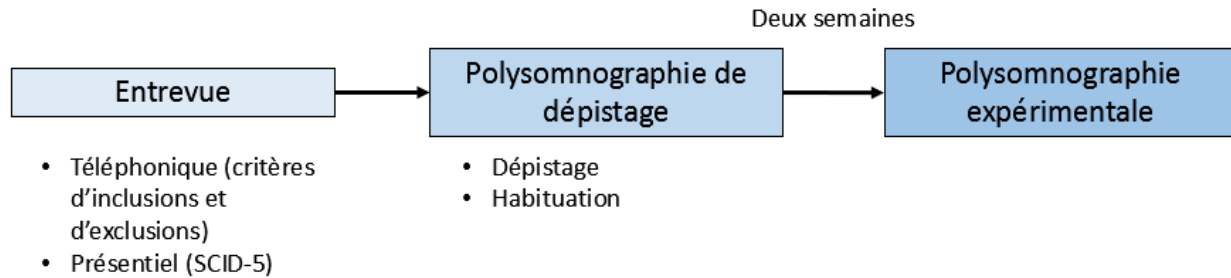 Deux semaines
Entrevue
Polysomnographie de
dépistage
Polysomnographie
expérimentale
• Téléphonique (critères
d'inclusions et
d'exclusions)
• Présentiel (SCID-5)
• Dépistage
• Habituation